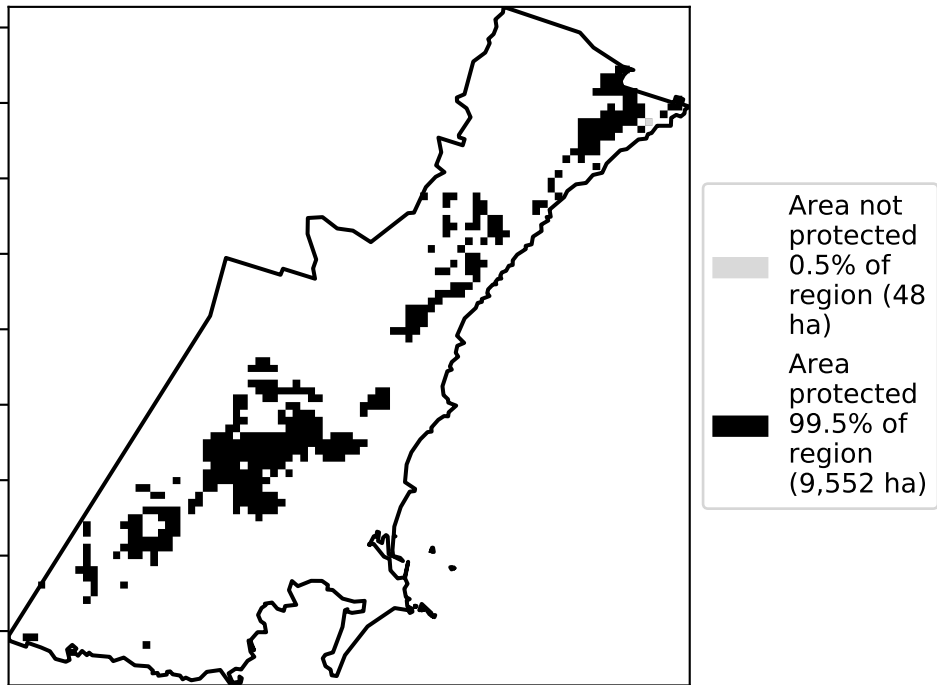 Area not
protected
0.5% of
region (48
ha)
Area
protected
99.5% of
region
(9,552 ha)